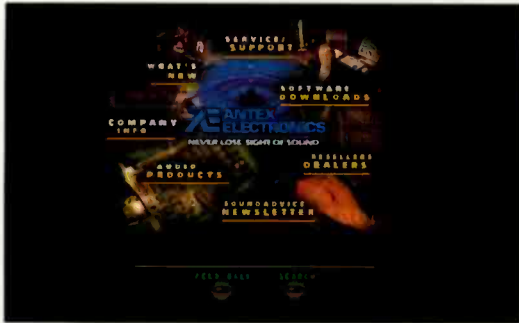 SERVICE/
SUPPORT
WHAT'S
NEW
SOFTWARE
DOWNLOADS
ANTEX
ELECTRONICS
COMPANY
INFO
NEVER LOSE SIGHT OF SOUND
RESELLERS
DEALERS
AUDIO
PRODUCTS
SOUNDADVICE
NEWSLETTER
FEED BACK SEARCH